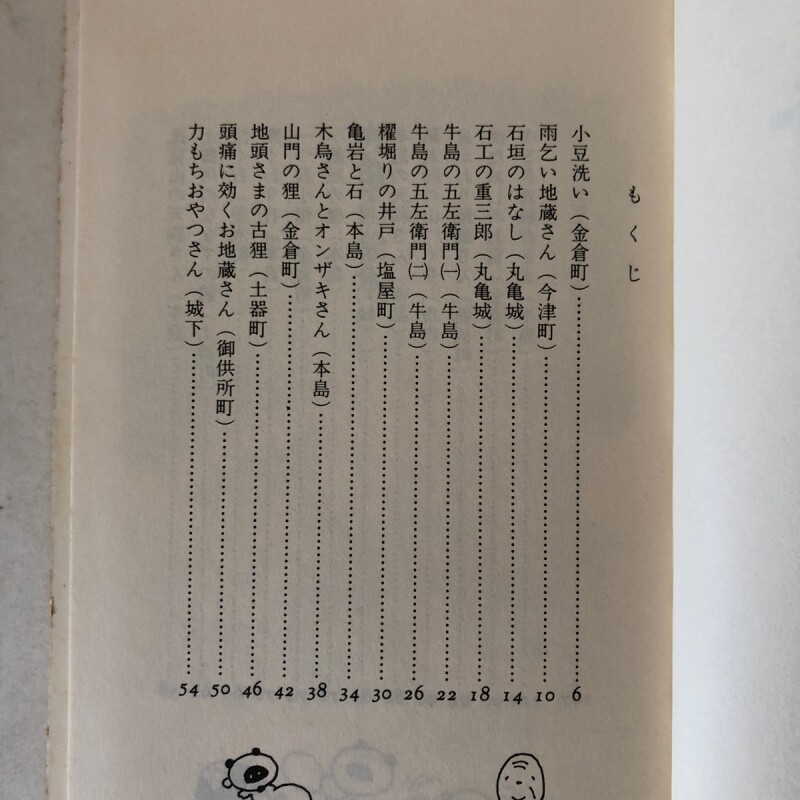 もくじ
小豆洗い（金倉町）……………………6
雨乞い地蔵さん（今津町）……………………10
石垣のはなし（丸亀城）……………………14
石工の重三郎（丸亀城）……………………18
牛島の五左衛門㈠（牛島）……………………22
牛島の五左衛門㈡（牛島）……………………26
櫂堀りの井戸（塩屋町）……………………30
亀岩と石（本島）……………………34
木烏さんとオンザキさん（本島）……………………38
山門の狸（金倉町）……………………42
地頭さまの古狸（土器町）……………………46
頭痛に効くお地蔵さん（御供所町）……………………50
力もちおやつさん（城下）……………………54